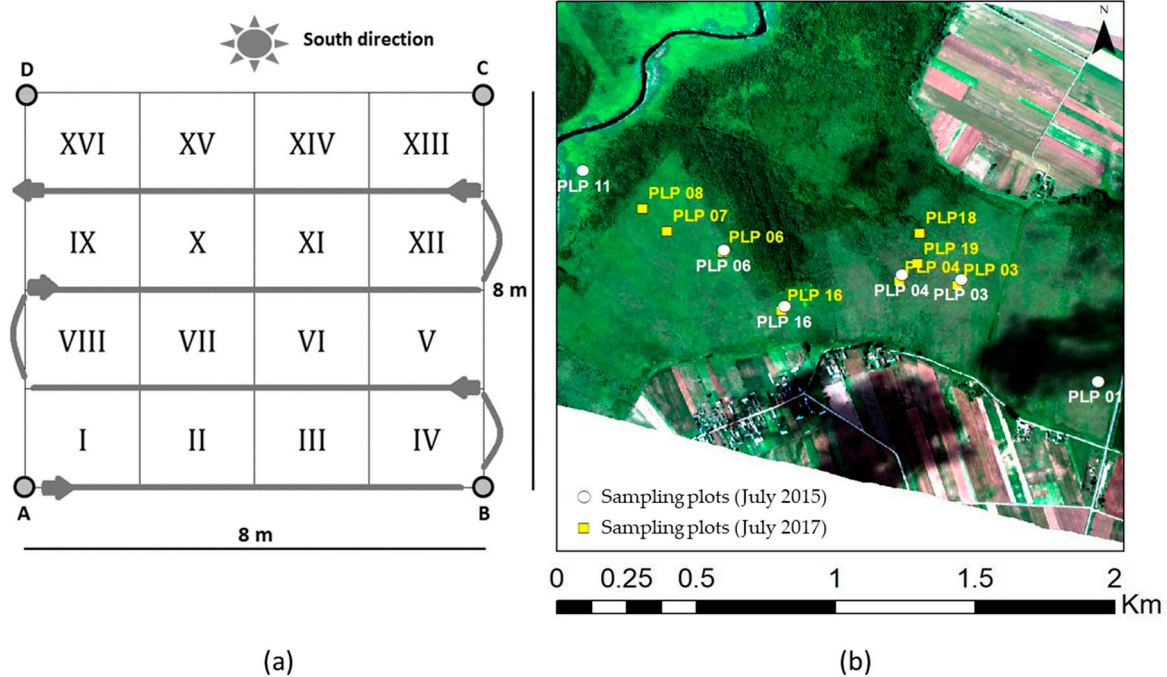 South direction
D
C
XVI XV XIV XIII
IX X XI XII
8 m
VIII VII VI V
I II III IV
A
B
8 m
(a)
N
PLP 11
PLP 08
PLP 07
PLP 06
PLP 06
PLP18
PLP 19
PLP 04
PLP 03
PLP 04
PLP 03
PLP 16
PLP 16
PLP 01
Sampling plots (July 2015)
Sampling plots (July 2017)
0 0.25 0.5 1 1.5 2
Km
(b)